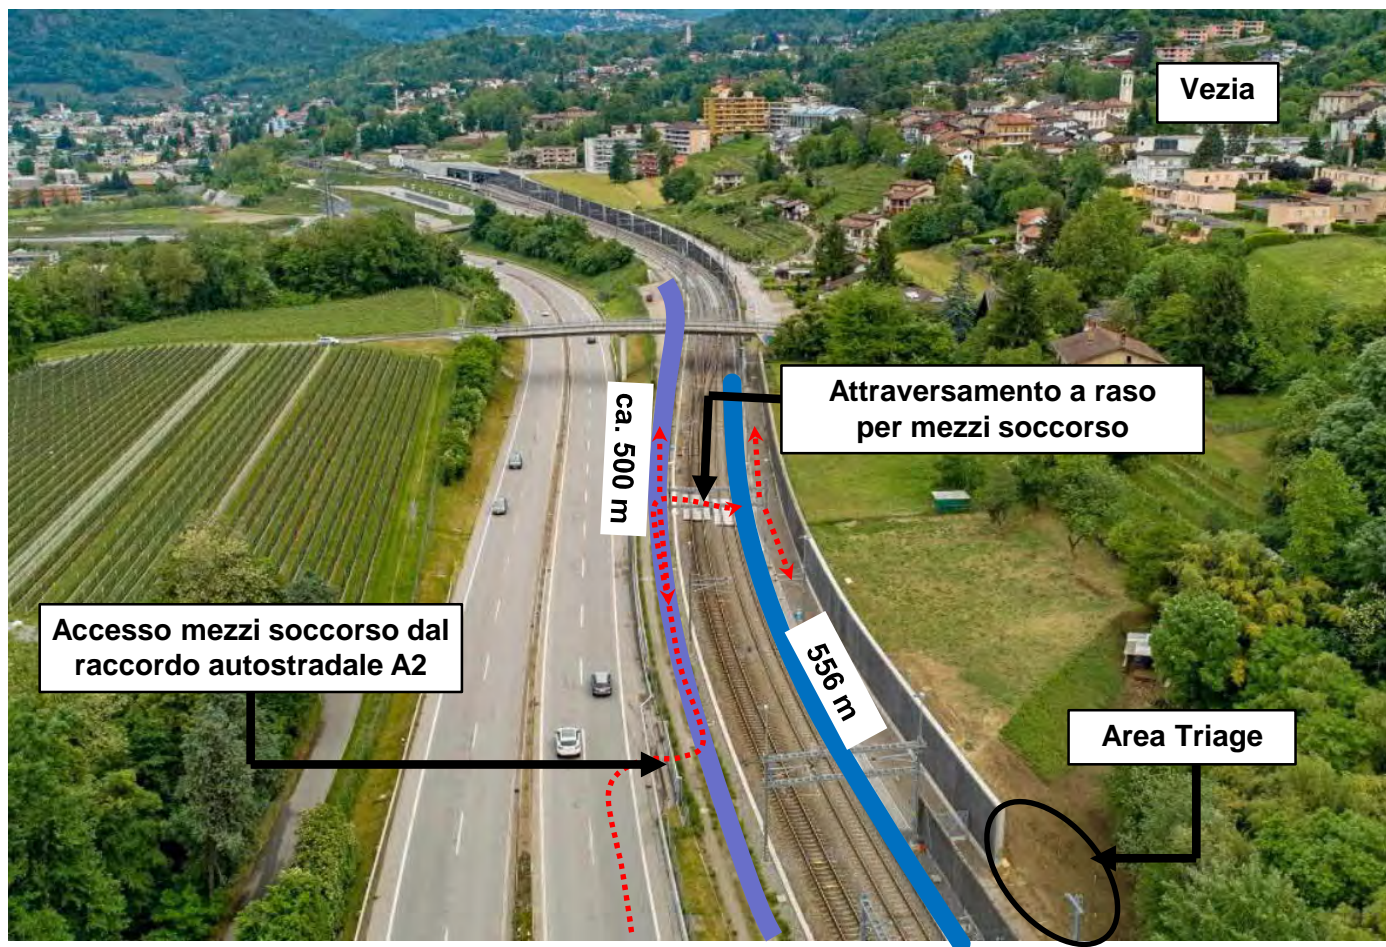 Vezia
Attraversamento a raso
per mezzi soccorso
ca. 500 m
Accesso mezzi soccorso dal
raccordo autostradale A2
556 m
Area Triage